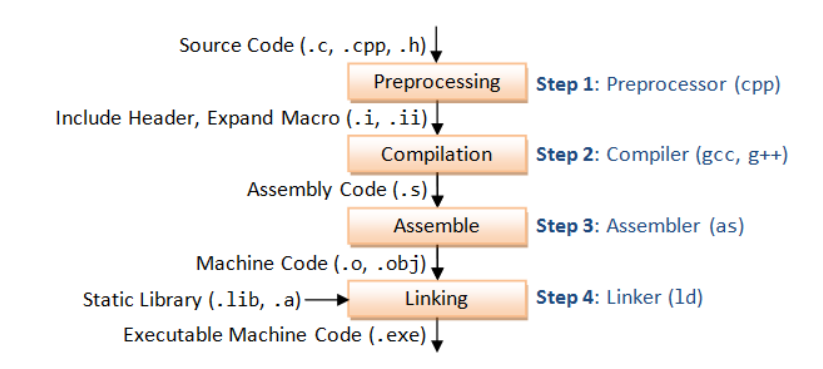 Source Code (.c, .cpp, .h)
Preprocessing
Step 1: Preprocessor (cpp)
Include Header, Expand Macro (.i, .ii)
Compilation
Step 2: Compiler (gcc, g++)
Assembly Code (.s)
Assemble
Step 3: Assembler (as)
Machine Code (.o, .obj)
Static Library (.lib, .a)
Linking
Step 4: Linker (ld)
Executable Machine Code (.exe)